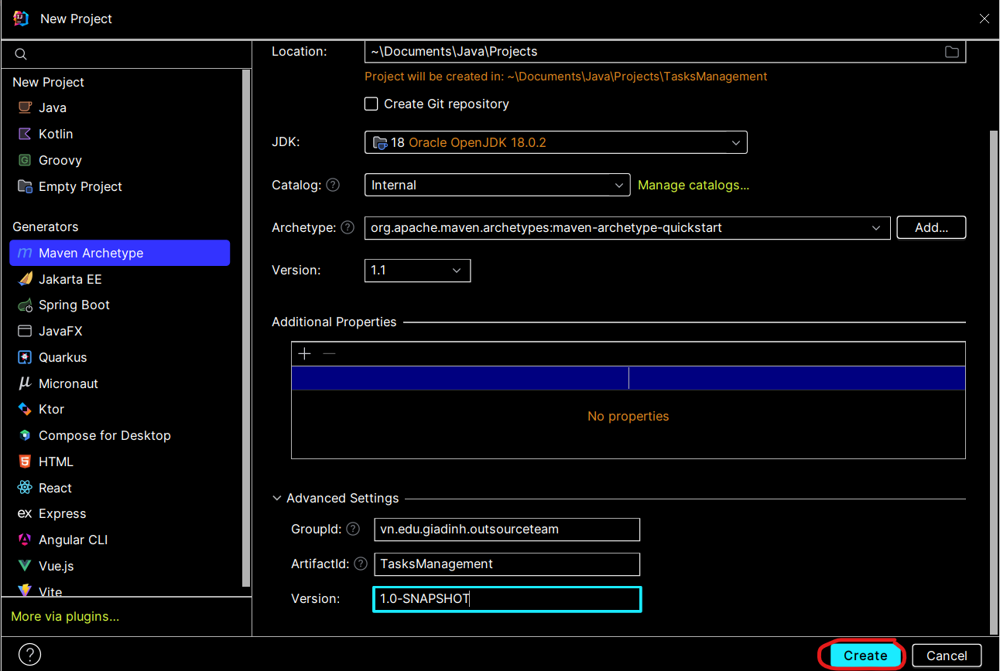 New Project
Location:
~\Documents\Java\Projects
Project will be created in: ~\Documents\Java\Projects\TasksManagement
Create Git repository
JDK:
18 Oracle OpenJDK 18.0.2
Catalog: ?
Internal
Manage catalogs...
Archetype: ?
org.apache.maven.archetypes:maven-archetype-quickstart
Add...
Version:
1.1
Additional Properties
No properties
Advanced Settings
GroupId: ?
vn.edu.giadinh.outsourceteam
ArtifactId: ?
TasksManagement
Version:
1.0-SNAPSHOT
New Project
Java
Kotlin
G
Groovy
Empty Project
Generators
m Maven Archetype
Jakarta EE
Spring Boot
JavaFX
Quarkus
μ Micronaut
Ktor
Compose for Desktop
5 HTML
React
ex Express
Angular CLI
Vue.js
Vite
More via plugins...
?
Create
Cancel